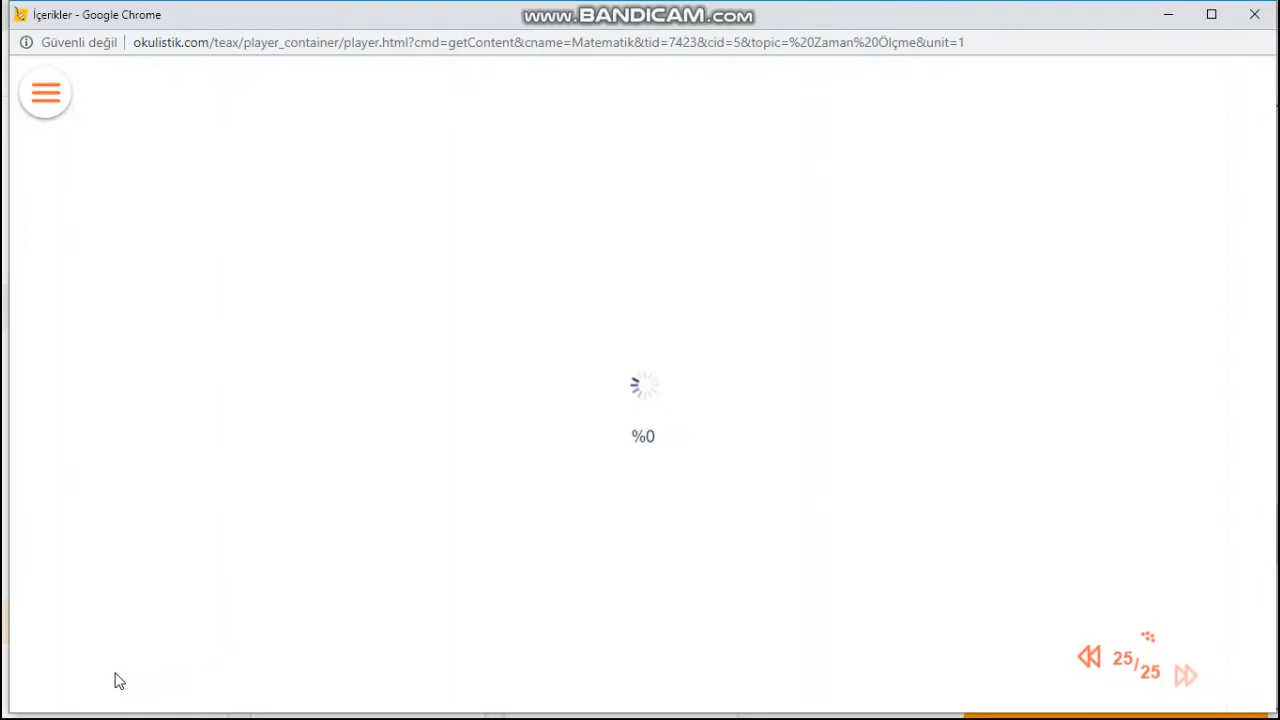 İçerikler - Google Chrome
www.BANDICAM.com
Güvenli değil
okulistik.com/teax/player_container/player.html?cmd=getContent&cname=Matematik&tid=7423&cid=5&topic=%20Zaman%20Ölçme&unit=1
%0
25/25